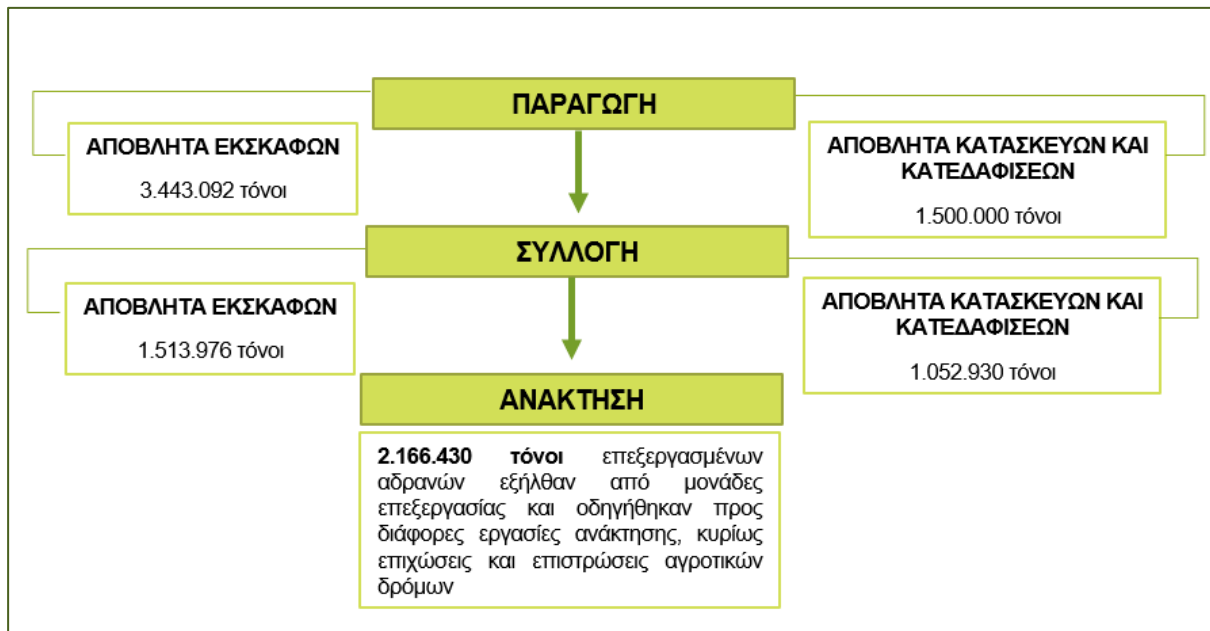 ΠΑΡΑΓΩΓΗ
ΑΠΟΒΛΗΤΑ ΕΚΣΚΑΦΩΝ
3.443.092 τόνοι
ΑΠΟΒΛΗΤΑ ΚΑΤΑΣΚΕΥΩΝ ΚΑΙ
ΚΑΤΕΔΑΦΙΣΕΩΝ
1.500.000 τόνοι
ΣΥΛΛΟΓΗ
ΑΠΟΒΛΗΤΑ ΕΚΣΚΑΦΩΝ
1.513.976 τόνοι
ΑΠΟΒΛΗΤΑ ΚΑΤΑΣΚΕΥΩΝ ΚΑΙ
ΚΑΤΕΔΑΦΙΣΕΩΝ
1.052.930 τόνοι
ΑΝΑΚΤΗΣΗ
2.166.430 τόνοι επεξεργασμένων
αδρανών εξήλθαν από μονάδες
επεξεργασίας και οδηγήθηκαν προς
διάφορες εργασίες ανάκτησης, κυρίως
επιχώσεις και επιστρώσεις αγροτικών
δρόμων